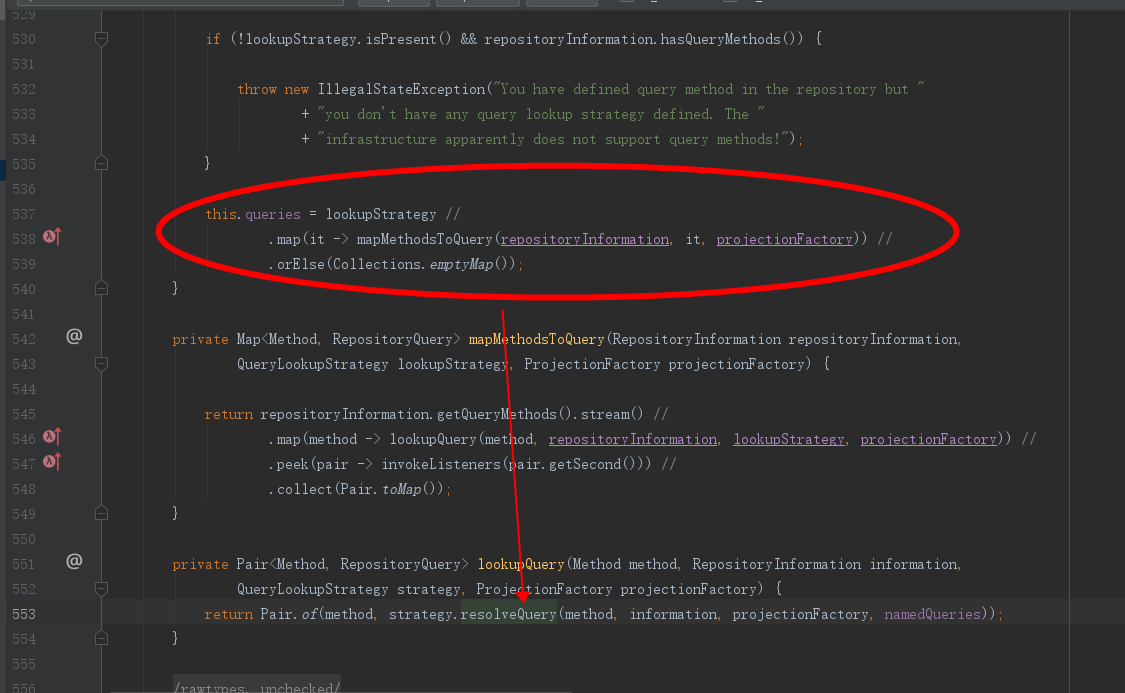 529
530 if (!lookupStrategy.isPresent() && repositoryInformation.hasQueryMethods()) {
531
532 throw new IllegalStateException("You have defined query method in the repository but "
533 + "you don't have any query lookup strategy defined. The "
534 + "infrastructure apparently does not support query methods!");
535 }
536
537 this.queries = lookupStrategy //
538 .map(it -> mapMethodsToQuery(repositoryInformation, it, projectionFactory)) //
539 .orElse(Collections.emptyMap());
540 }
541
542 @ private Map<Method, RepositoryQuery> mapMethodsToQuery(RepositoryInformation repositoryInformation,
543 QueryLookupStrategy lookupStrategy, ProjectionFactory projectionFactory) {
544
545 return repositoryInformation.getQueryMethods().stream() //
546 .map(method -> lookupQuery(method, repositoryInformation, lookupStrategy, projectionFactory)) //
547 .peek(pair -> invokeListeners(pair.getSecond())) //
548 .collect(Pair.toMap());
549 }
550
551 @ private Pair<Method, RepositoryQuery> lookupQuery(Method method, RepositoryInformation information,
552 QueryLookupStrategy strategy, ProjectionFactory projectionFactory) {
553 return Pair.of(method, strategy.resolveQuery(method, information, projectionFactory, namedQueries));
554 }
555
556 /rawtypes, unchecked/